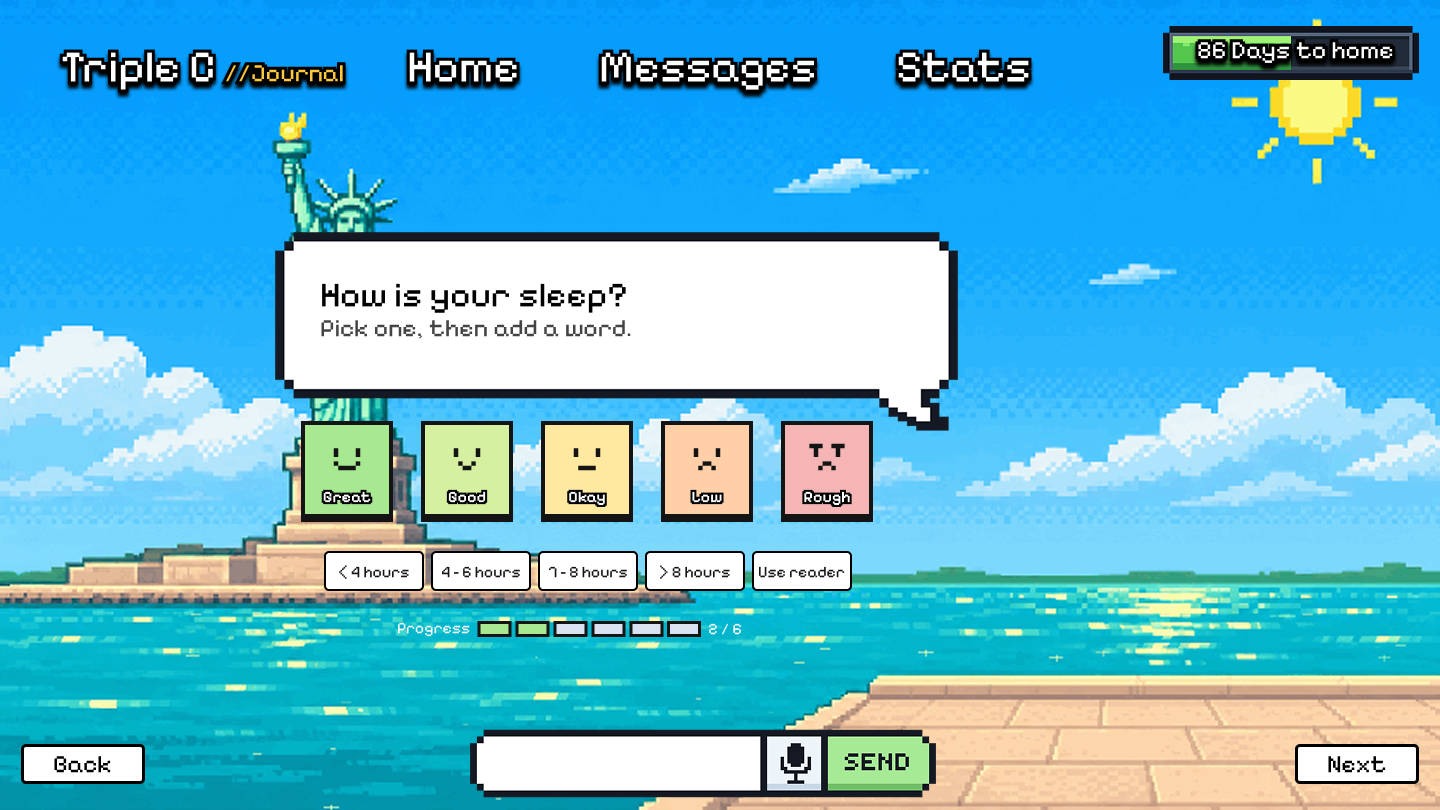 Triple C //Journal
Home
Messages
Stats
86 Days to home
How is your sleep?
Pick one, then add a word.
Great
Good
Okay
Low
Rough
<4 hours
4-6 hours
7-8 hours
>8 hours
Use reader
Progress
2/6
Back
SEND
Next